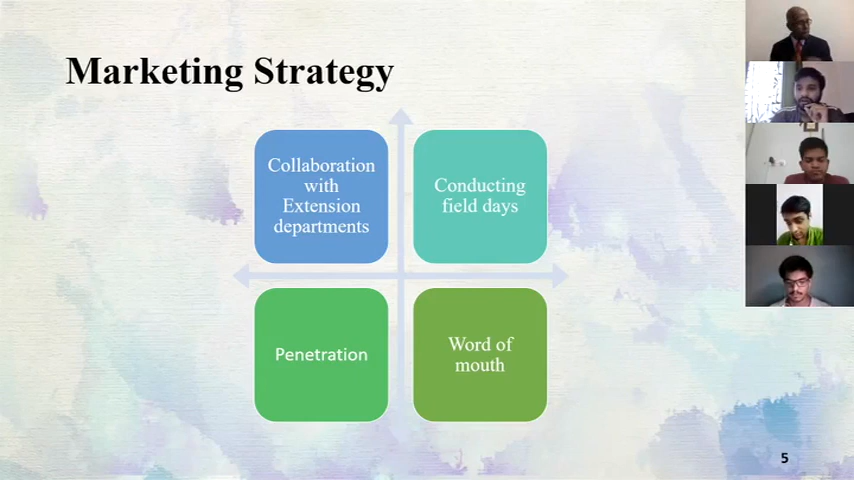 Marketing Strategy
Collaboration
with
Extension
departments
Conducting
field days
Penetration
Word of
mouth
5